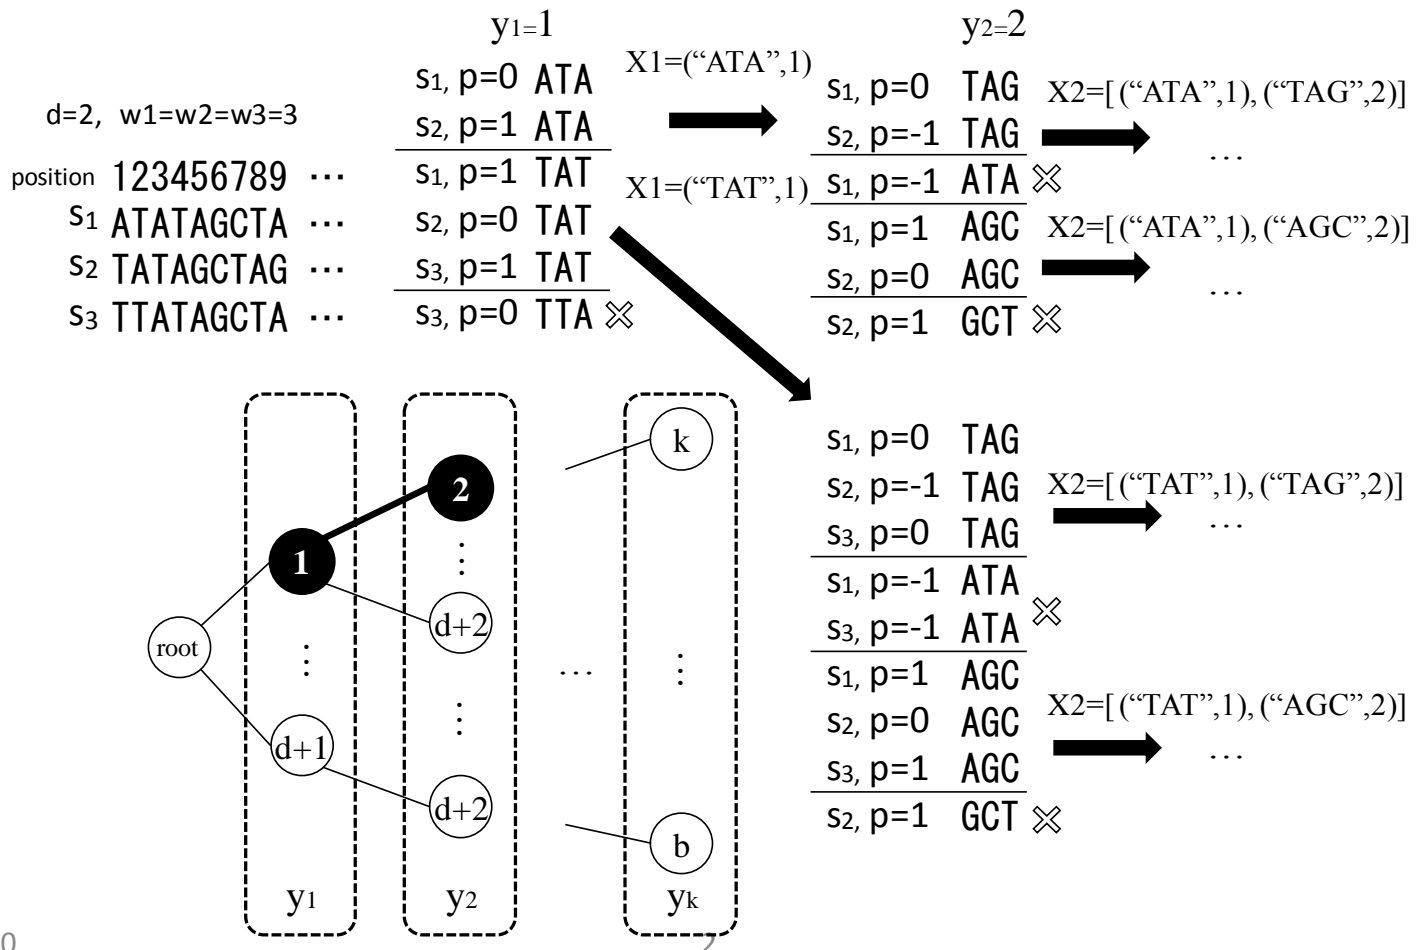 y1=1
s1, p=0 ATA
s2, p=1 ATA
s1, p=1 TAT
s2, p=0 TAT
s3, p=1 TAT
s3, p=0 TTA
X1=(“ATA”,1)
X1=(“TAT”,1)
y2=2
s1, p=0 TAG
s2, p=-1 TAG
s1, p=-1 ATA
s1, p=1 AGC
s2, p=0 AGC
s2, p=1 GCT
X2=[(“ATA”,1), (“TAG”,2)]
…
X2=[(“ATA”,1), (“AGC”,2)]
…
d=2, w1=w2=w3=3
position 123456789 …
s1 ATATAGCTA …
s2 TATAGCTAG …
s3 TTATAGCTA …
s1, p=0 TAG
s2, p=-1 TAG
s3, p=0 TAG
s1, p=-1 ATA
s3, p=-1 ATA
s1, p=1 AGC
s2, p=0 AGC
s3, p=1 AGC
s2, p=1 GCT
X2=[(“TAT”,1), (“TAG”,2)]
…
X2=[(“TAT”,1), (“AGC”,2)]
…
root
1
⋮
d+1
y1
2
⋮
d+2
⋮
d+2
y2
…
k
⋮
b
yk
0
2